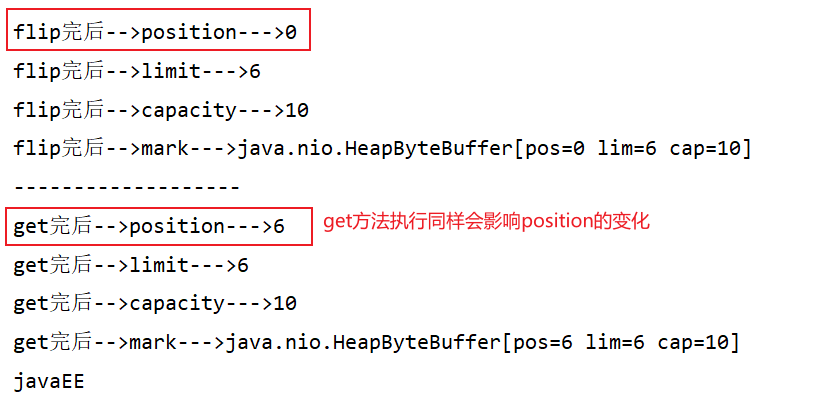 flip完后-->position--->0
flip完后-->limit--->6
flip完后-->capacity--->10
flip完后-->mark--->java.nio.HeapByteBuffer[pos=0 lim=6 cap=10]
-------------------
get完后-->position--->6 get方法执行同样会影响position的变化
get完后-->limit--->6
get完后-->capacity--->10
get完后-->mark--->java.nio.HeapByteBuffer[pos=6 lim=6 cap=10]
javaEE